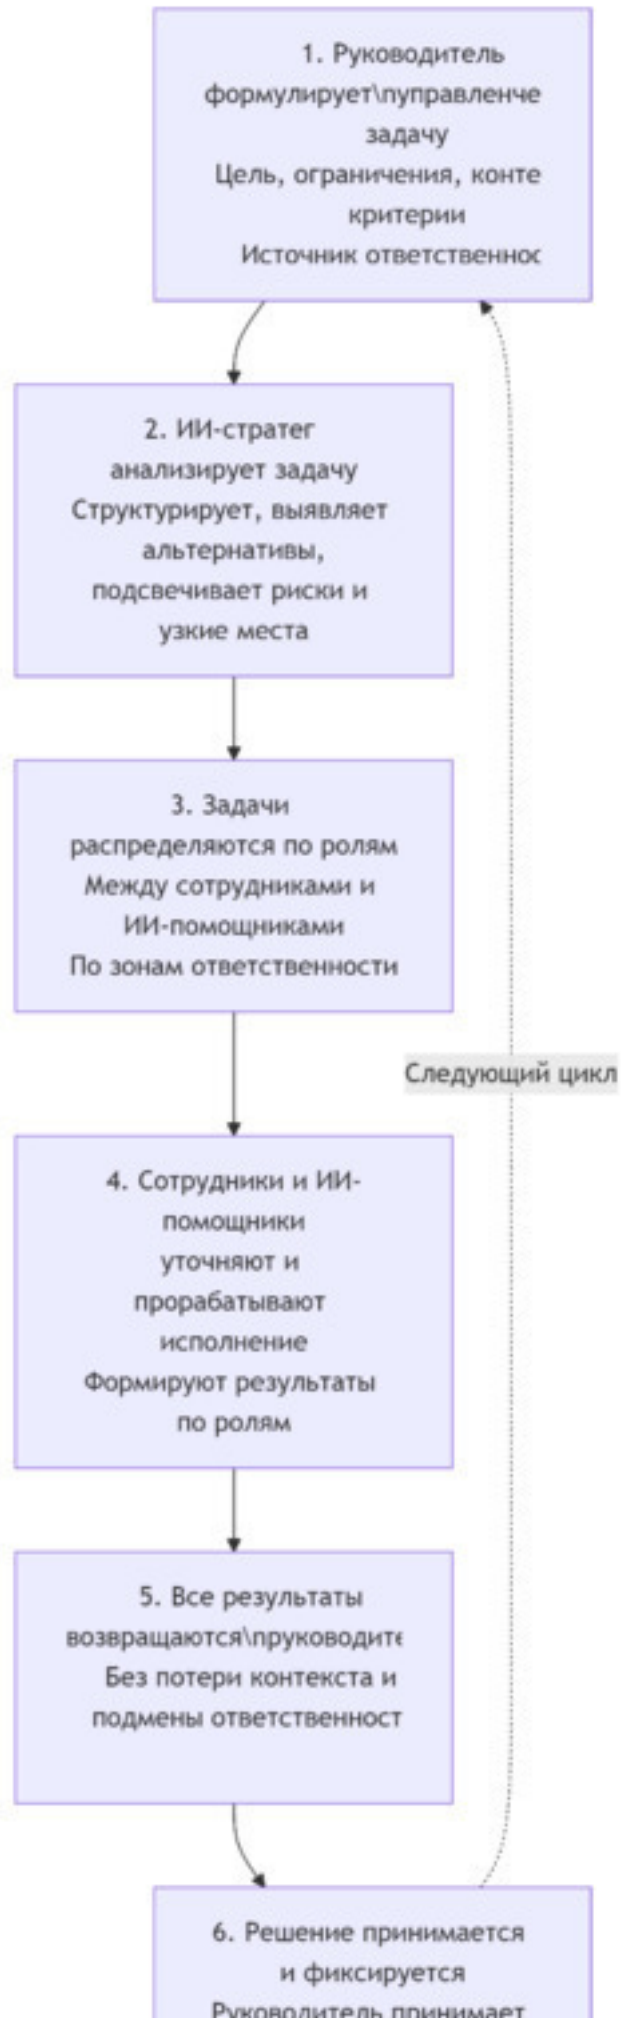 1. Руководитель
формулирует\nуправленче
задачу
Цель, ограничения, конте
критерии
Источник ответственнос
2. ИИ-стратег
анализирует задачу
Структурирует, выявляет
альтернативы,
подсвечивает риски и
узкие места
3. Задачи
распределяются по ролям
Между сотрудниками и
ИИ-помощниками
По зонам ответственности
Следующий цикл
4. Сотрудники и ИИ-
помощники
уточняют и
прорабатывают
исполнение
Формируют результаты
по ролям
5. Все результаты
возвращаются\nруководите
Без потери контекста и
подмены ответственност
6. Решение принимается
и фиксируется
Руководитель принимает